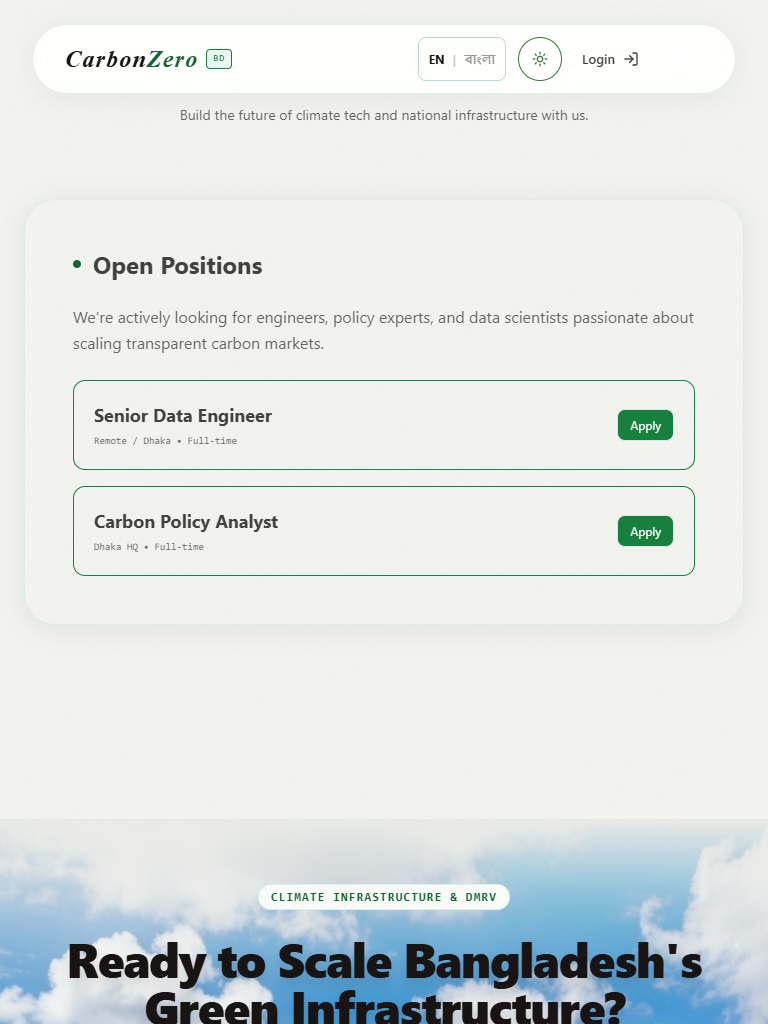 CarbonZero BD
EN | বাংলা
Login
Build the future of climate tech and national infrastructure with us.
Open Positions
We're actively looking for engineers, policy experts, and data scientists passionate about
scaling transparent carbon markets.
Senior Data Engineer
Remote / Dhaka • Full-time
Apply
Carbon Policy Analyst
Dhaka HQ • Full-time
Apply
CLIMATE INFRASTRUCTURE & DMRV
Ready to Scale Bangladesh's
Green Infrastructure?